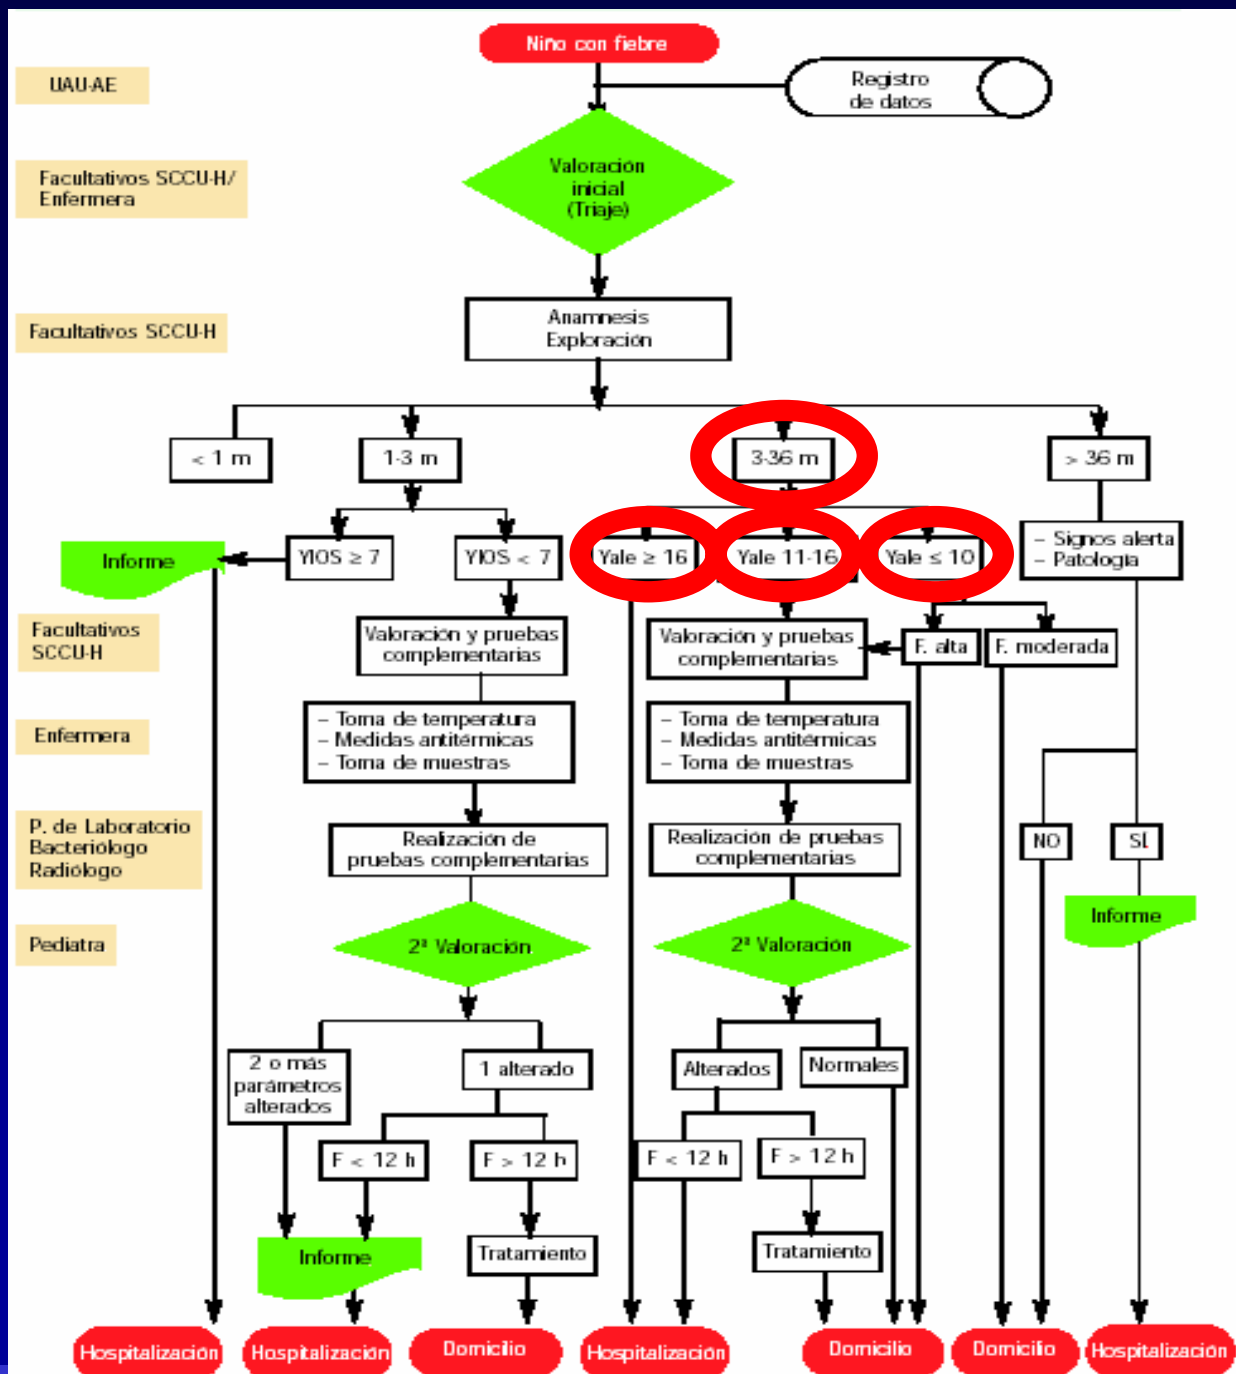 Niño con fiebre
UAU-AE
Registro
de datos
Facultativos SCCU-H/
Enfermera
Valoración
inicial
(Triaje)
Facultativos SCCU-H
Anamnesis
Exploración
< 1 m
1-3 m
3-36 m
> 36 m
Informe
YIOS ≥ 7
YIOS < 7
Yale ≥ 16
Yale 11-16
Yale ≤ 10
– Signos alerta
– Patología
Facultativos
SCCU-H
Valoración y pruebas
complementarias
Valoración y pruebas
complementarias
F. alta
F. moderada
Enfermera
– Toma de temperatura
– Medidas antitérmicas
– Toma de muestras
– Toma de temperatura
– Medidas antitérmicas
– Toma de muestras
P. de Laboratorio
Bacteriólogo
Radiólogo
Realización de
pruebas complementarias
Realización de pruebas
complementarias
NO
SÍ
Informe
Pediatra
2ª Valoración
2ª Valoración
2 o más
parámetros
alterados
1 alterado
Alterados
Normales
F < 12 h
F > 12 h
F < 12 h
F > 12 h
Informe
Tratamiento
Tratamiento
Hospitalización
Hospitalización
Domicilio
Hospitalización
Domicilio
Domicilio
Hospitalización